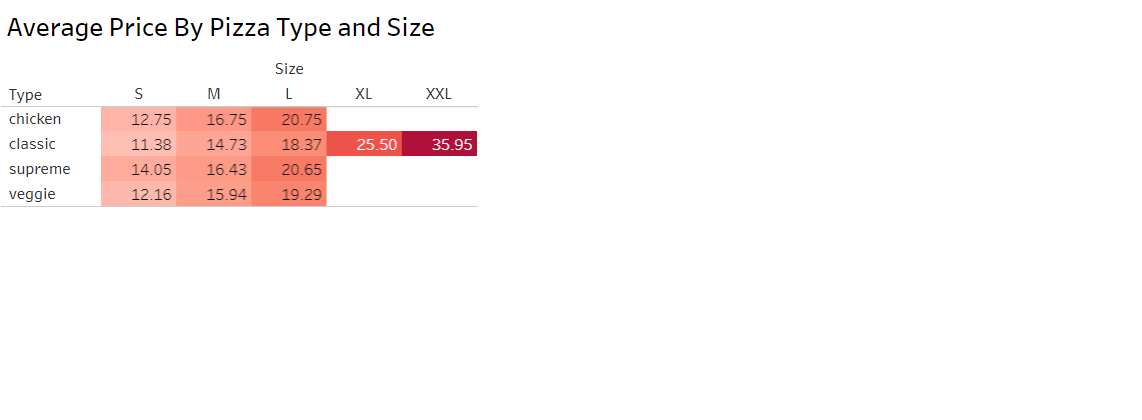 Average Price By Pizza Type and Size
Size
Type S M L XL XXL
chicken 12.75 16.75 20.75
classic 11.38 14.73 18.37 25.50 35.95
supreme 14.05 16.43 20.65
veggie 12.16 15.94 19.29